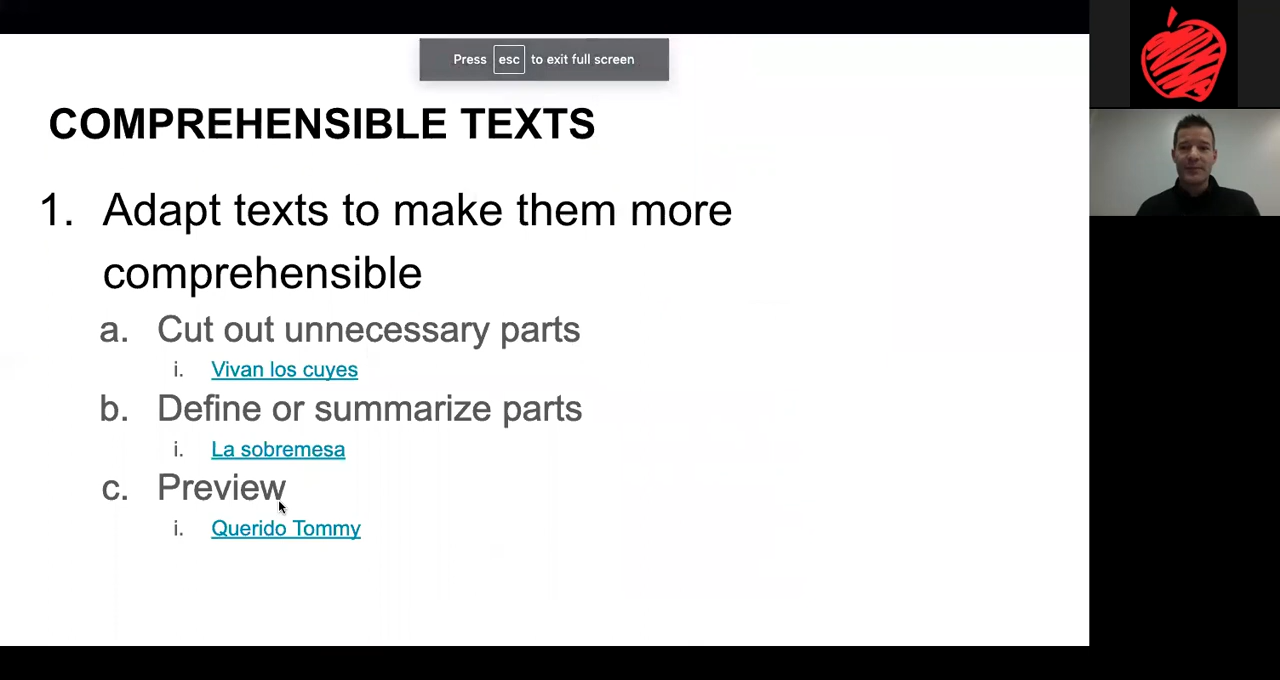 Press esc to exit full screen
COMPREHENSIBLE TEXTS
1. Adapt texts to make them more
comprehensible
a. Cut out unnecessary parts
i. Vivan los cuyes
b. Define or summarize parts
i. La sobremesa
c. Preview
i. Querido Tommy